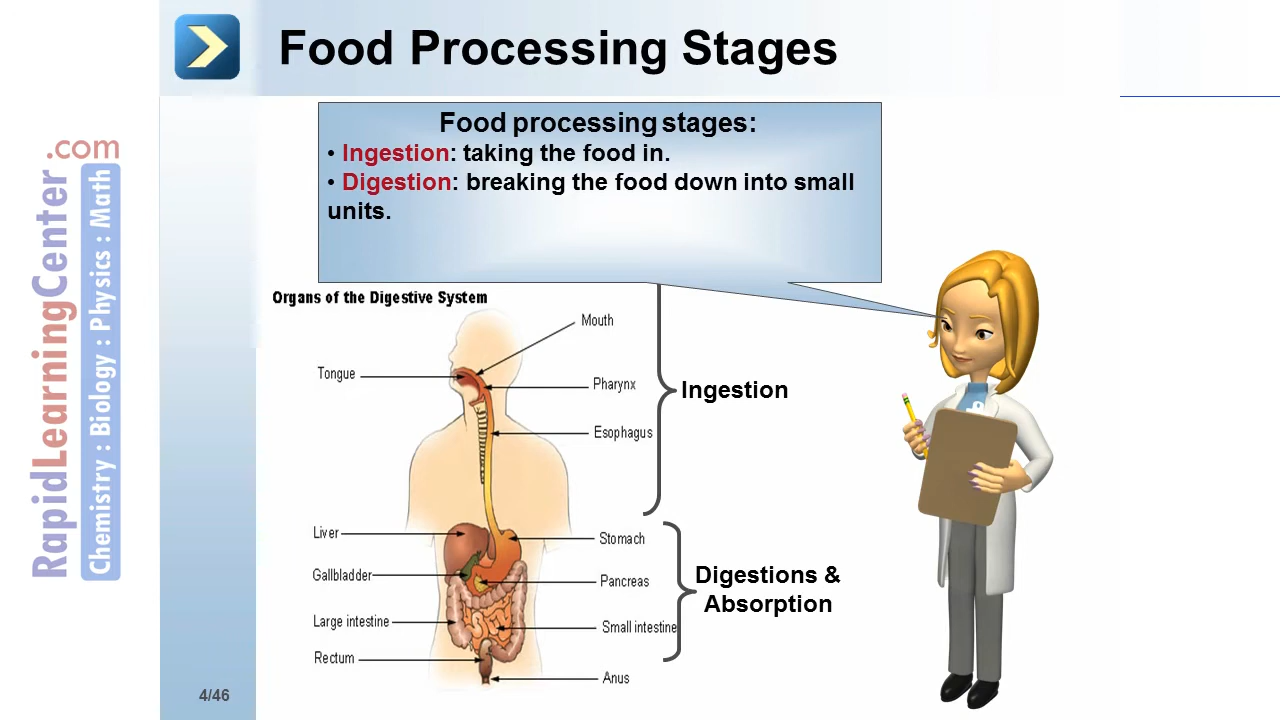 Food Processing Stages
Food processing stages:
• Ingestion: taking the food in.
• Digestion: breaking the food down into small
units.
RapidLearningCenter.com
Chemistry : Biology : Physics : Math
Organs of the Digestive System
Mouth
Tongue
Pharynx
Ingestion
Esophagus
Liver
Stomach
Gallbladder
Pancreas
Digestions &
Absorption
Large intestine
Small intestine
Rectum
Anus
4/46